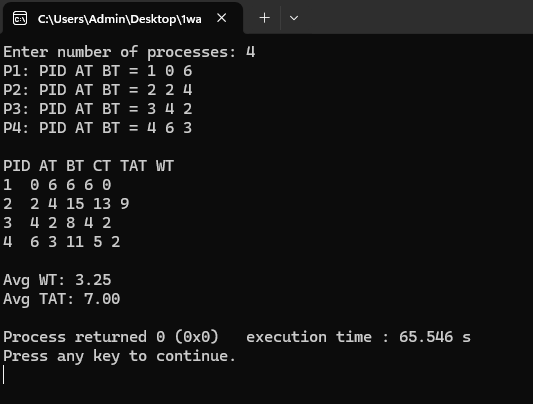 C:\Users\Admin\Desktop\1wa
Enter number of processes: 4
P1: PID AT BT = 1 0 6
P2: PID AT BT = 2 2 4
P3: PID AT BT = 3 4 2
P4: PID AT BT = 4 6 3
PID AT BT CT TAT WT
1  0 6 6 6 0
2  2 4 15 13 9
3  4 2 8 4 2
4  6 3 11 5 2
Avg WT: 3.25
Avg TAT: 7.00
Process returned 0 (0x0)   execution time : 65.546 s
Press any key to continue.